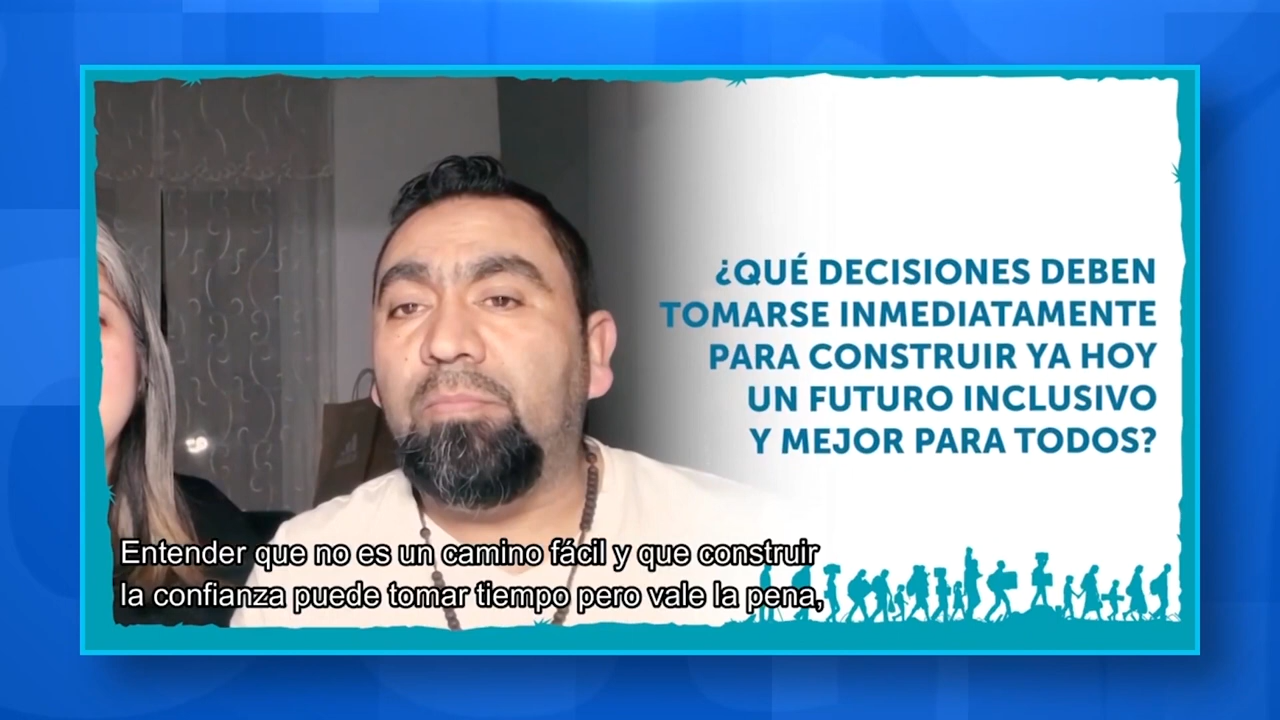 ¿QUÉ DECISIONES DEBEN
TOMARSE INMEDIATAMENTE
PARA CONSTRUIR YA HOY
UN FUTURO INCLUSIVO
Y MEJOR PARA TODOS?
Entender que no es un camino fácil y que construir
la confianza puede tomar tiempo pero vale la pena,